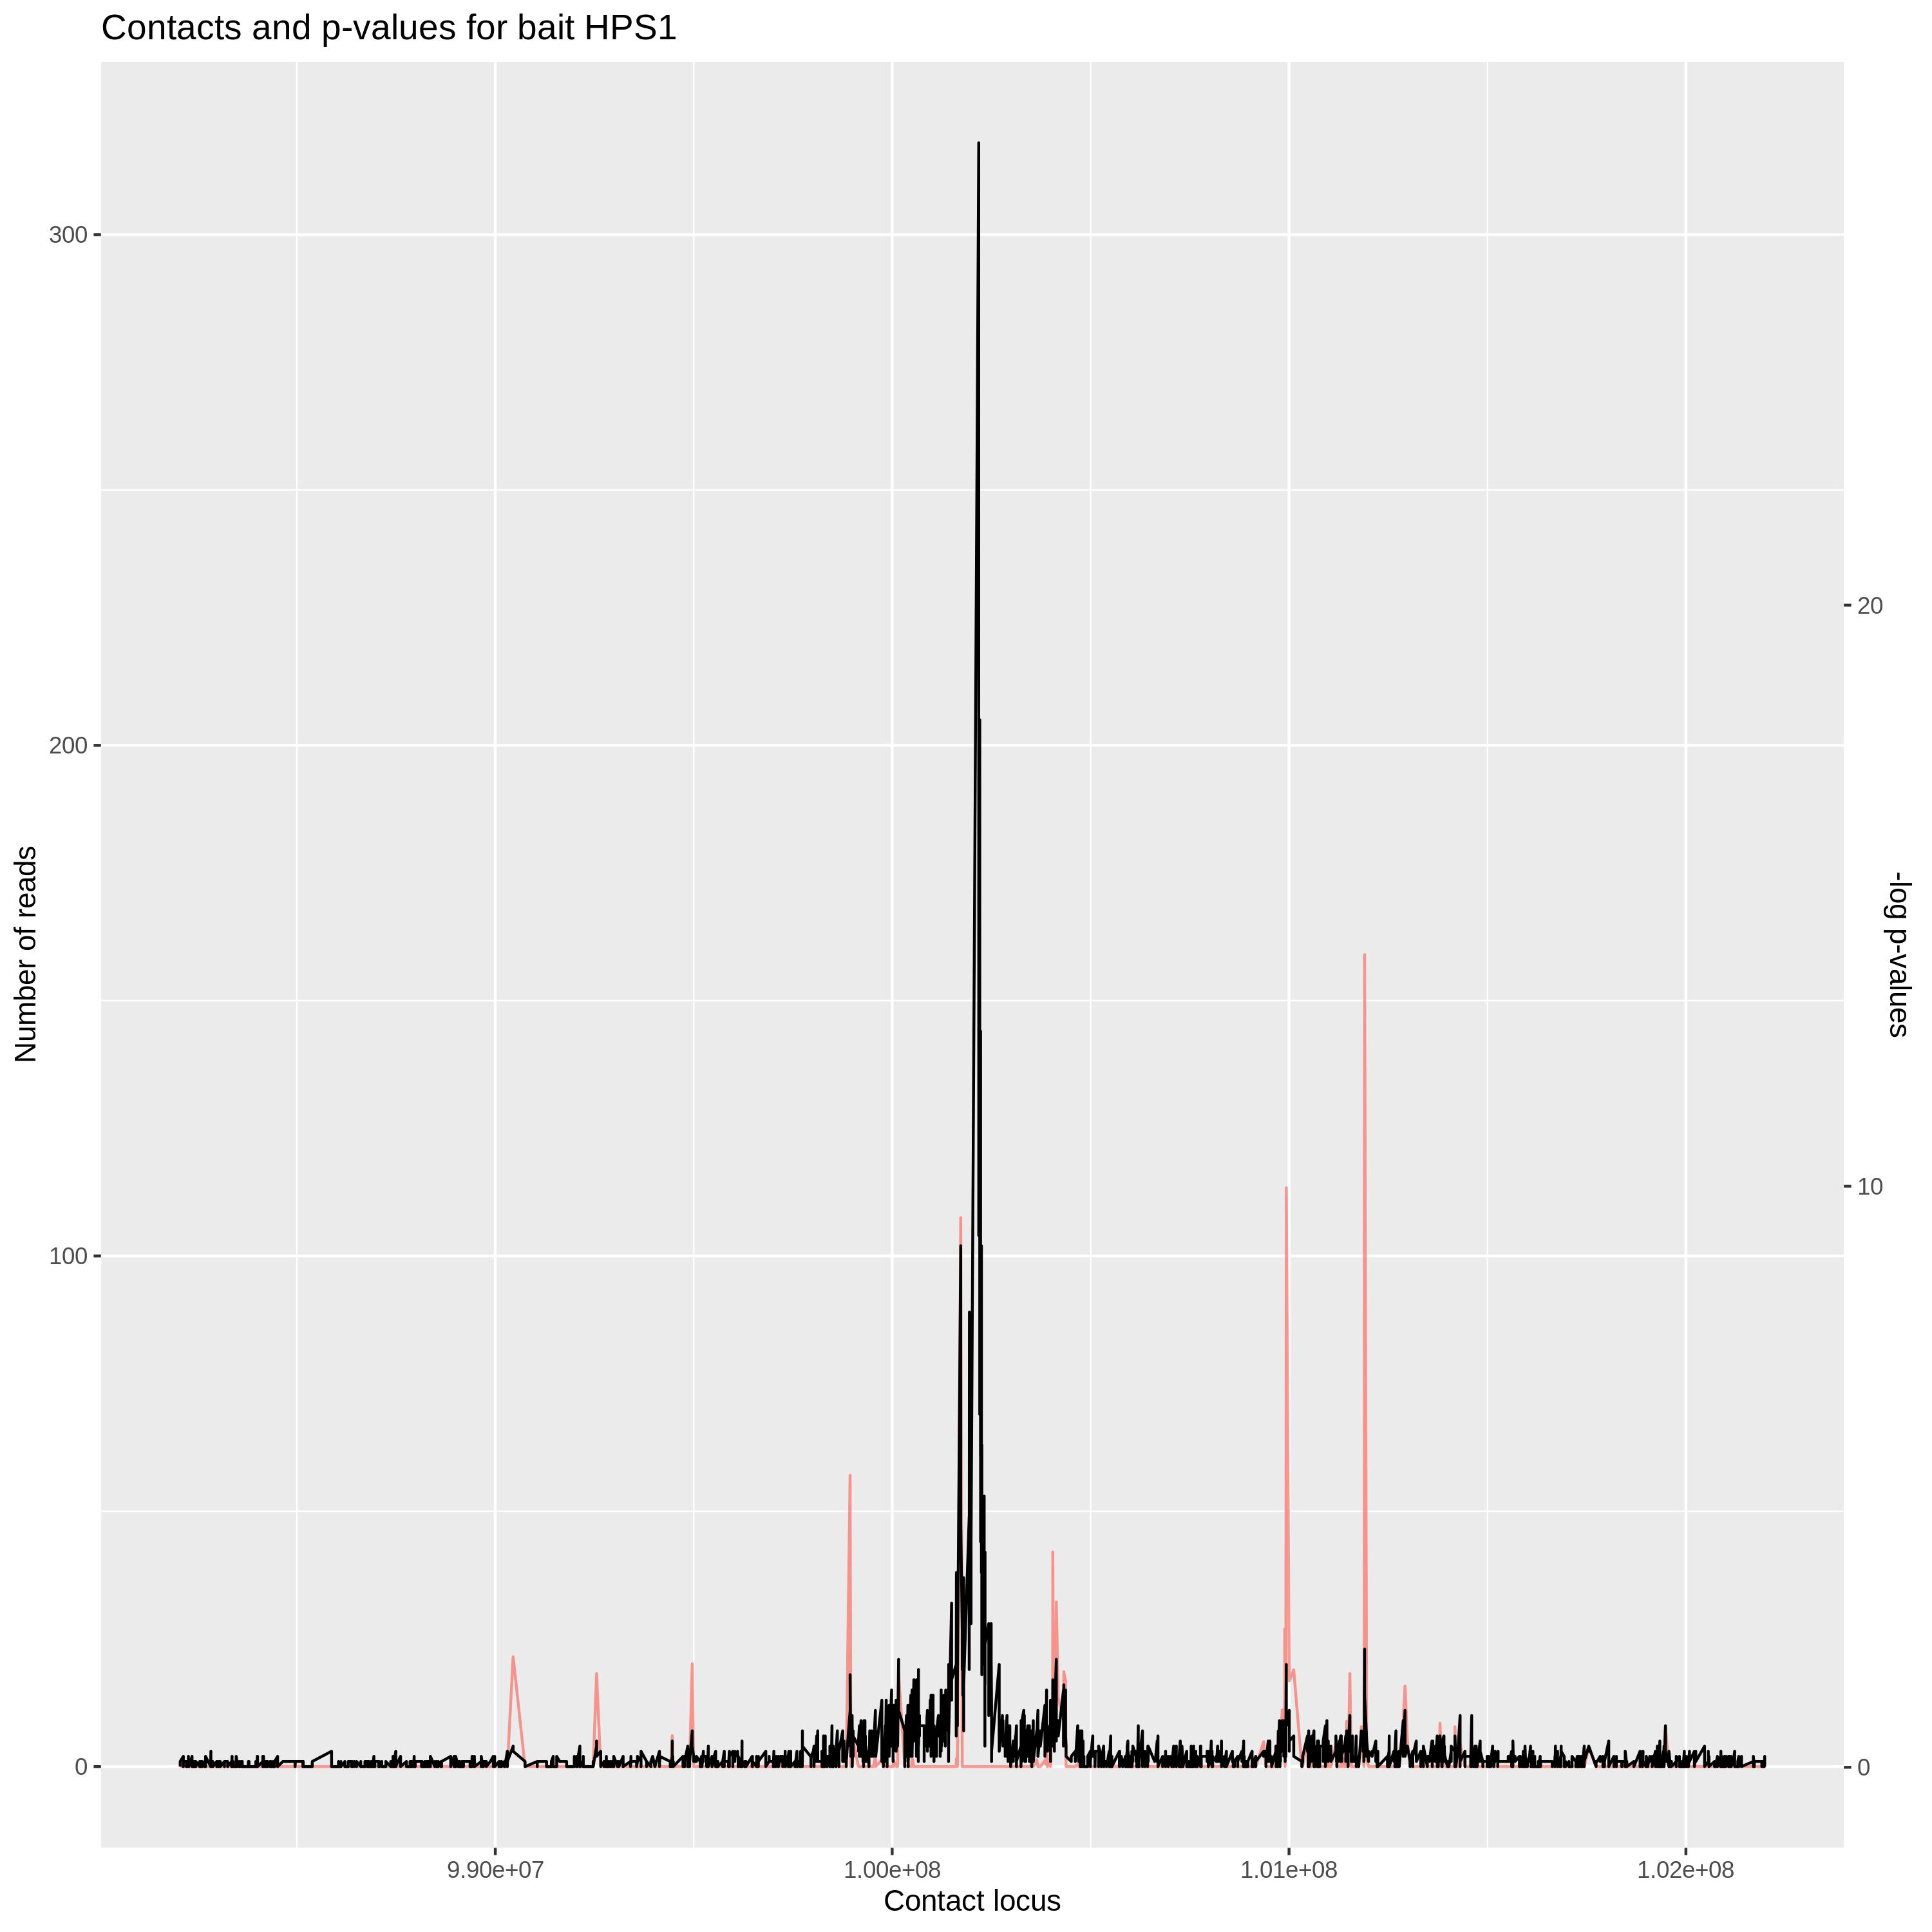 Contacts and p-values for bait HPS1
300
200
100
0
Number of reads
20
10
0
-log p-values
9.90e+07
1.00e+08
1.01e+08
1.02e+08
Contact locus